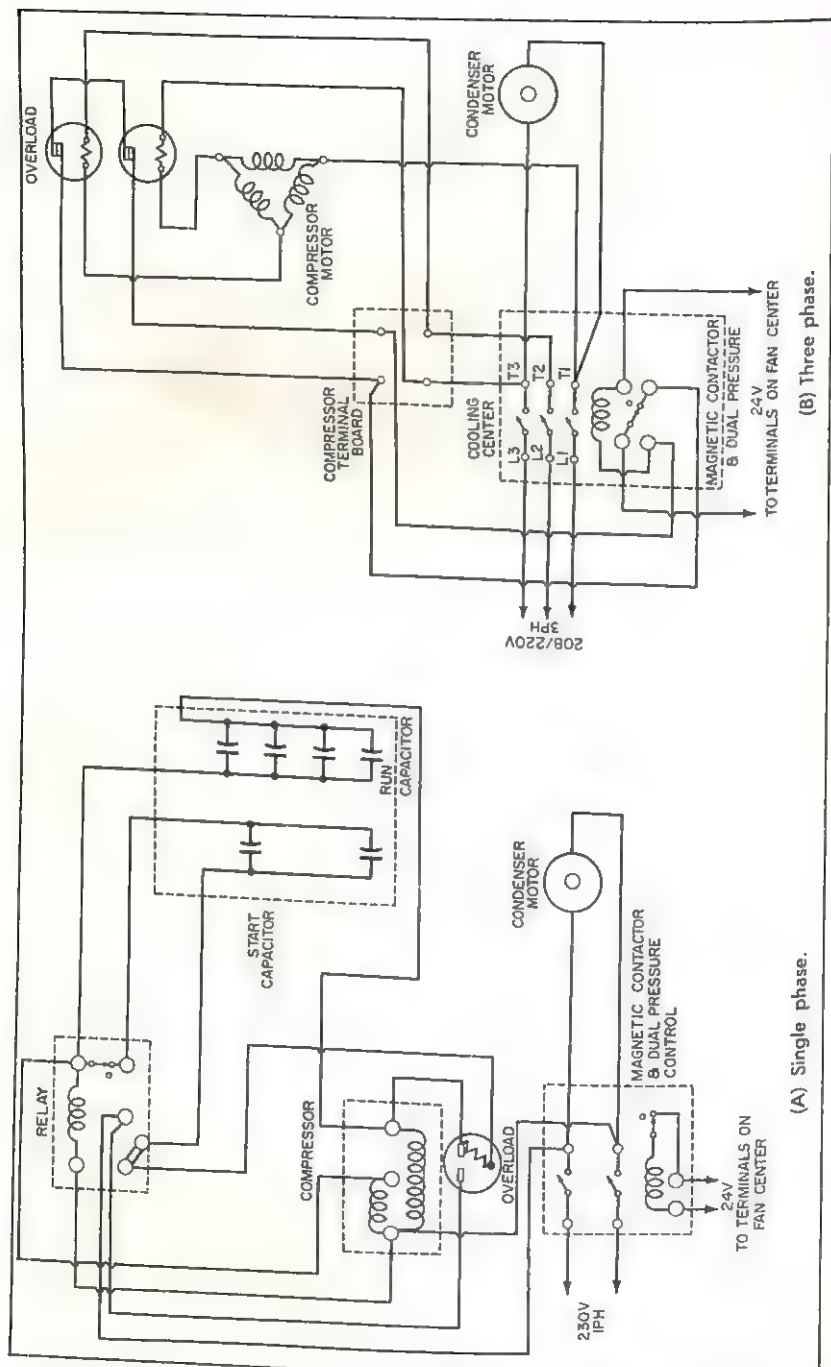 RELAY
START
CAPACITOR
RUN
CAPACITOR
COMPRESSOR
OVERLOAD
CONDENSER
MOTOR
MAGNETIC CONTACTOR
& DUAL PRESSURE
CONTROL
230V
1PH
24V
TO TERMINALS ON
FAN CENTER
(A) Single phase.
OVERLOAD
COMPRESSOR
MOTOR
COMPRESSOR
TERMINAL
BOARD
CONDENSER
MOTOR
COOLING
CENTER
L3 T3
L2 T2
L1 T1
208/220V
3PH
MAGNETIC CONTACTOR
& DUAL PRESSURE
24V
TO TERMINALS ON FAN CENTER
(B) Three phase.